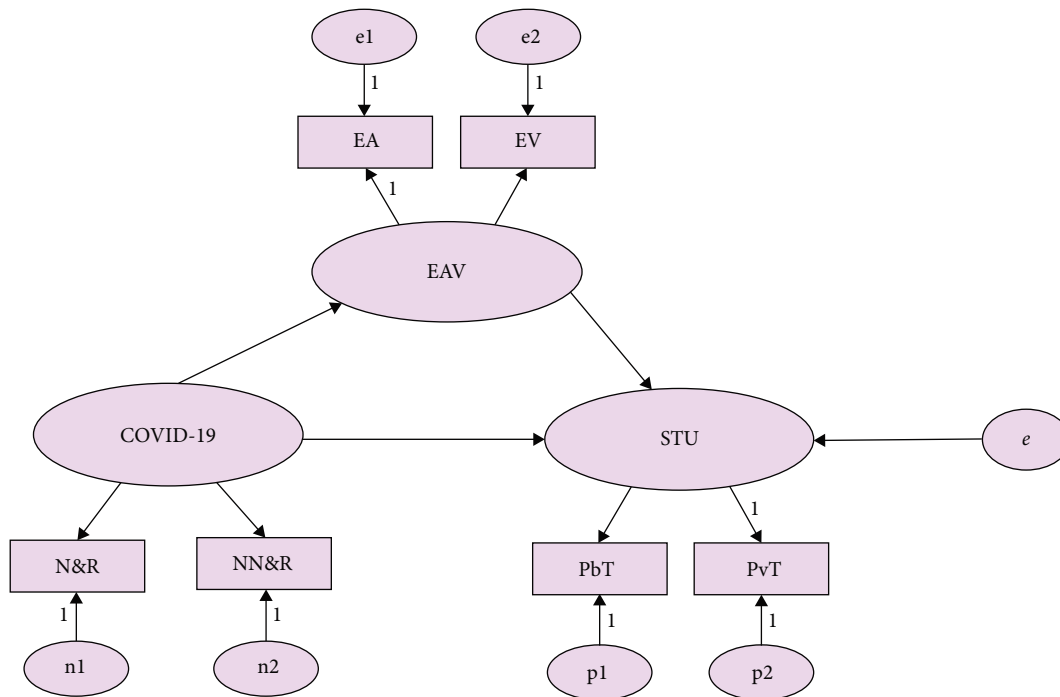 e1
e2
1
1
EA
EV
1
EAV
COVID-19
STU
e
1
N&R
NN&R
PbT
PvT
1
1
1
1
n1
n2
p1
p2